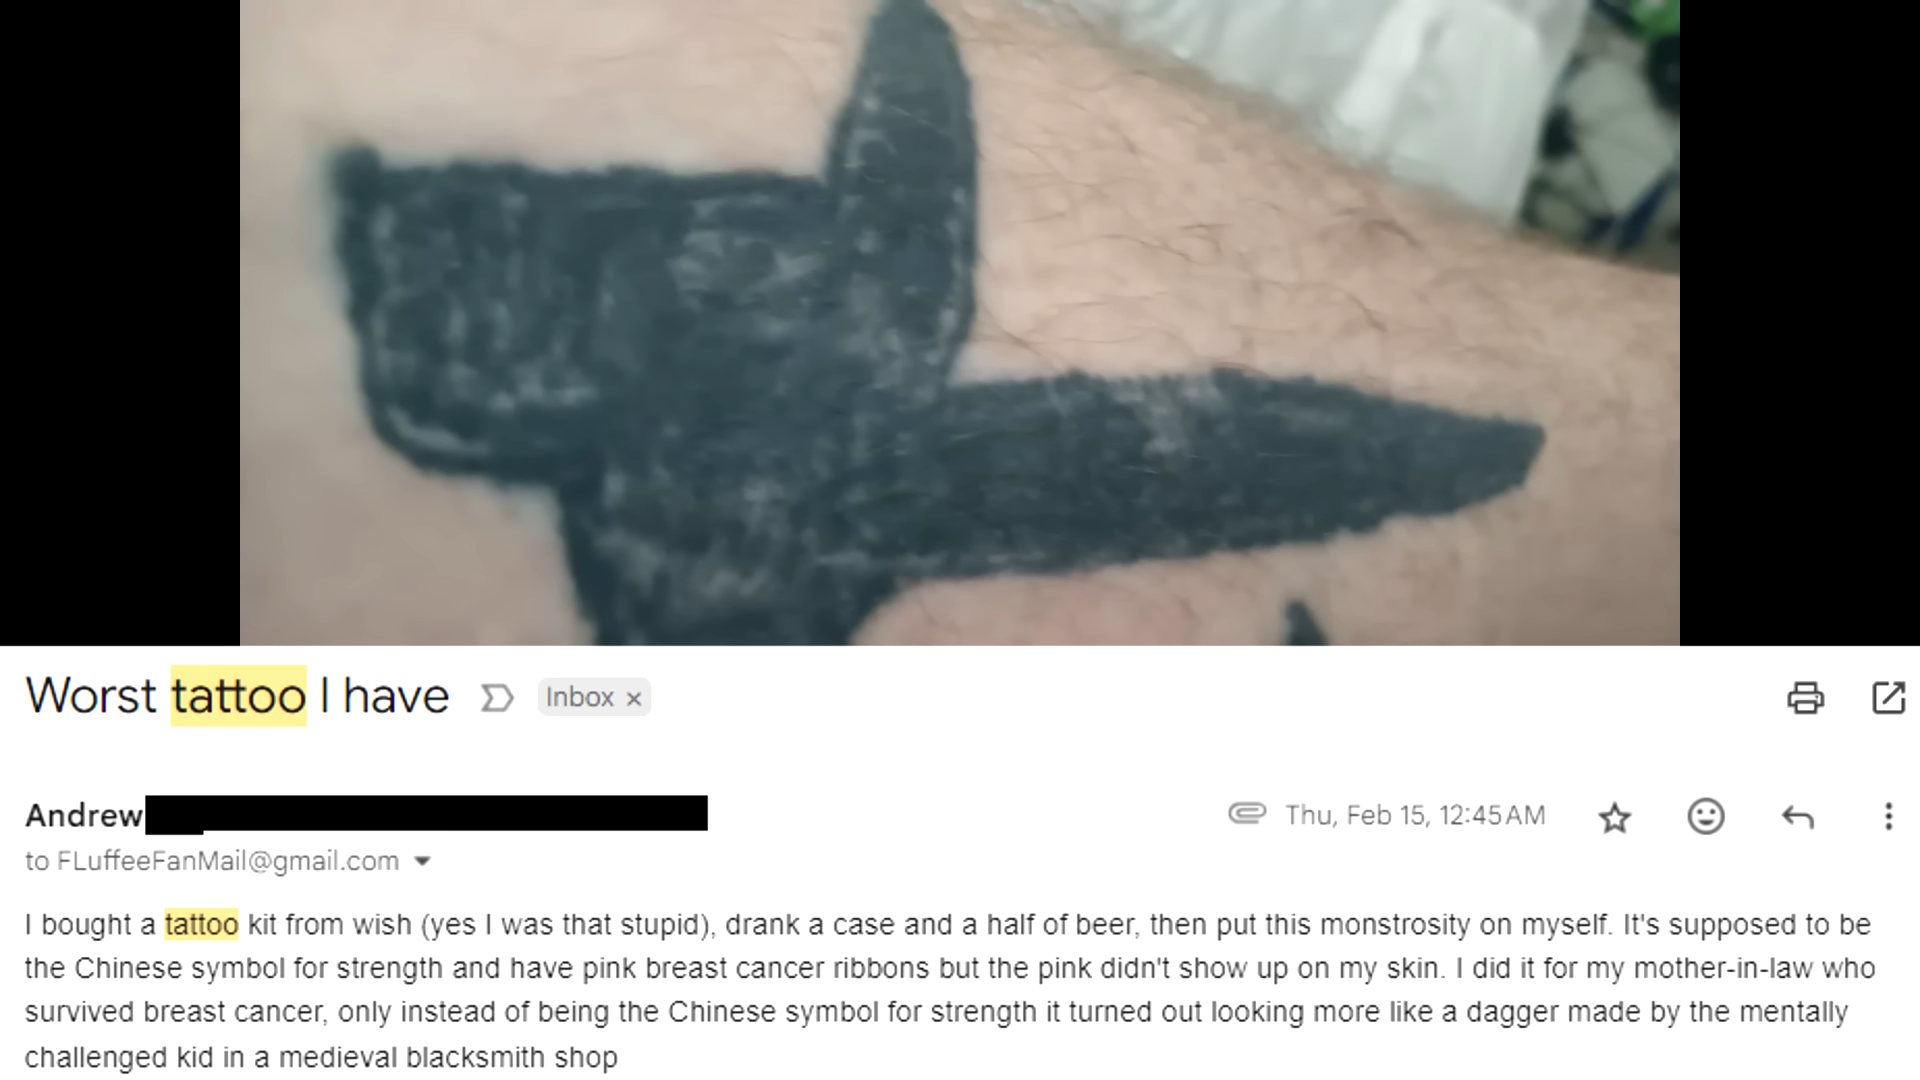 Worst tattoo I have Inbox ×
Andrew Thu, Feb 15, 12:45 AM
to FLuffeeFanMail@gmail.com
I bought a tattoo kit from wish (yes I was that stupid), drank a case and a half of beer, then put this monstrosity on myself. It's supposed to be
the Chinese symbol for strength and have pink breast cancer ribbons but the pink didn't show up on my skin. I did it for my mother-in-law who
survived breast cancer, only instead of being the Chinese symbol for strength it turned out looking more like a dagger made by the mentally
challenged kid in a medieval blacksmith shop